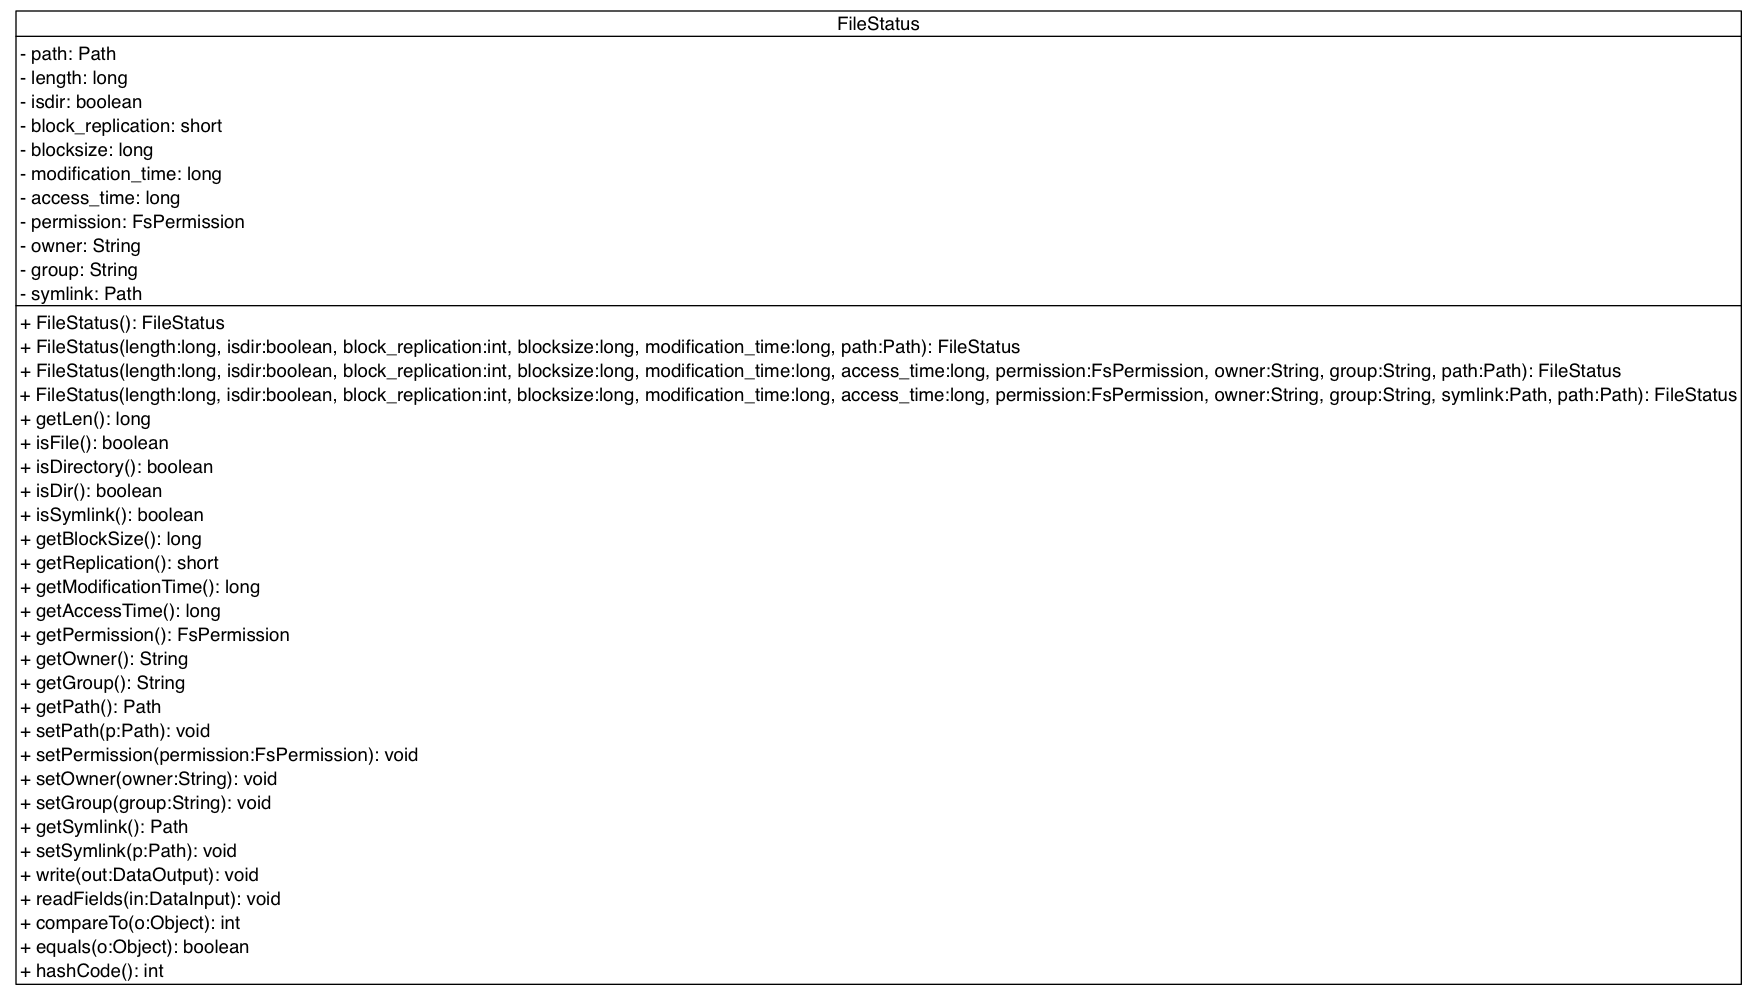 FileStatus
- path: Path
- length: long
- isdir: boolean
- block_replication: short
- blocksize: long
- modification_time: long
- access_time: long
- permission: FsPermission
- owner: String
- group: String
- symlink: Path
+ FileStatus(): FileStatus
+ FileStatus(length:long, isdir:boolean, block_replication:int, blocksize:long, modification_time:long, path:Path): FileStatus
+ FileStatus(length:long, isdir:boolean, block_replication:int, blocksize:long, modification_time:long, access_time:long, permission:FsPermission, owner:String, group:String, path:Path): FileStatus
+ FileStatus(length:long, isdir:boolean, block_replication:int, blocksize:long, modification_time:long, access_time:long, permission:FsPermission, owner:String, group:String, symlink:Path, path:Path): FileStatus
+ getLen(): long
+ isFile(): boolean
+ isDirectory(): boolean
+ isDir(): boolean
+ isSymlink(): boolean
+ getBlockSize(): long
+ getReplication(): short
+ getModificationTime(): long
+ getAccessTime(): long
+ getPermission(): FsPermission
+ getOwner(): String
+ getGroup(): String
+ getPath(): Path
+ setPath(p:Path): void
+ setPermission(permission:FsPermission): void
+ setOwner(owner:String): void
+ setGroup(group:String): void
+ getSymlink(): Path
+ setSymlink(p:Path): void
+ write(out:DataOutput): void
+ readFields(in:DataInput): void
+ compareTo(o:Object): int
+ equals(o:Object): boolean
+ hashCode(): int